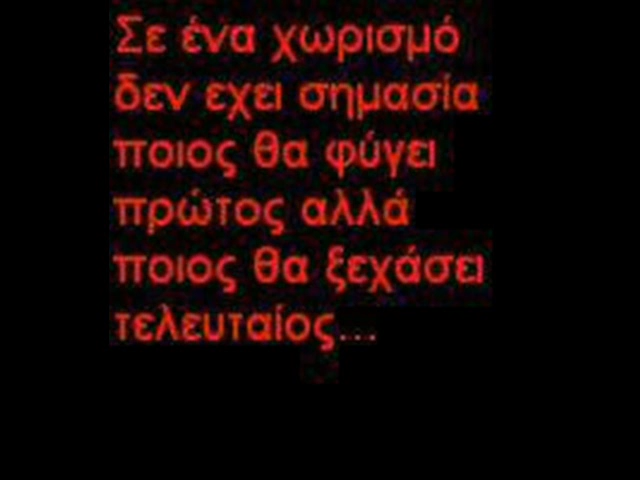 Σε ένα χωρισμό
δεν εχει σημασία
ποιος θα φύγει
πρώτος αλλά
ποιος θα ξεχάσει
τελευταίος...